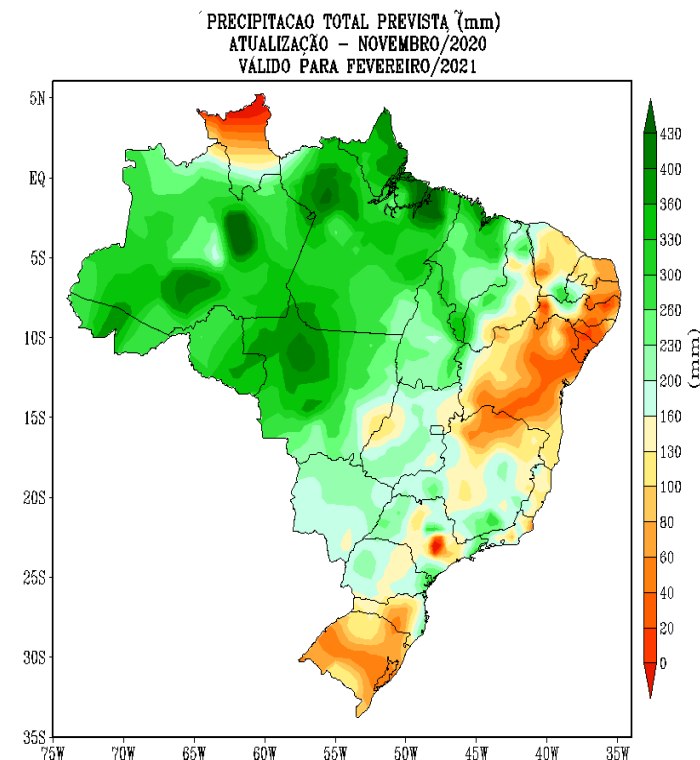 PRECIPITACAO TOTAL PREVISTA (mm)
ATUALIZAÇÃO – NOVEMBRO/2020
VÁLIDO PARA FEVEREIRO/2021
5N
EQ
5S
10S
15S
20S
25S
30S
35S
75W 70W 65W 60W 55W 50W 45W 40W 35W
430
400
360
330
300
260
230
200
160
130
100
80
60
40
20
0
(mm)